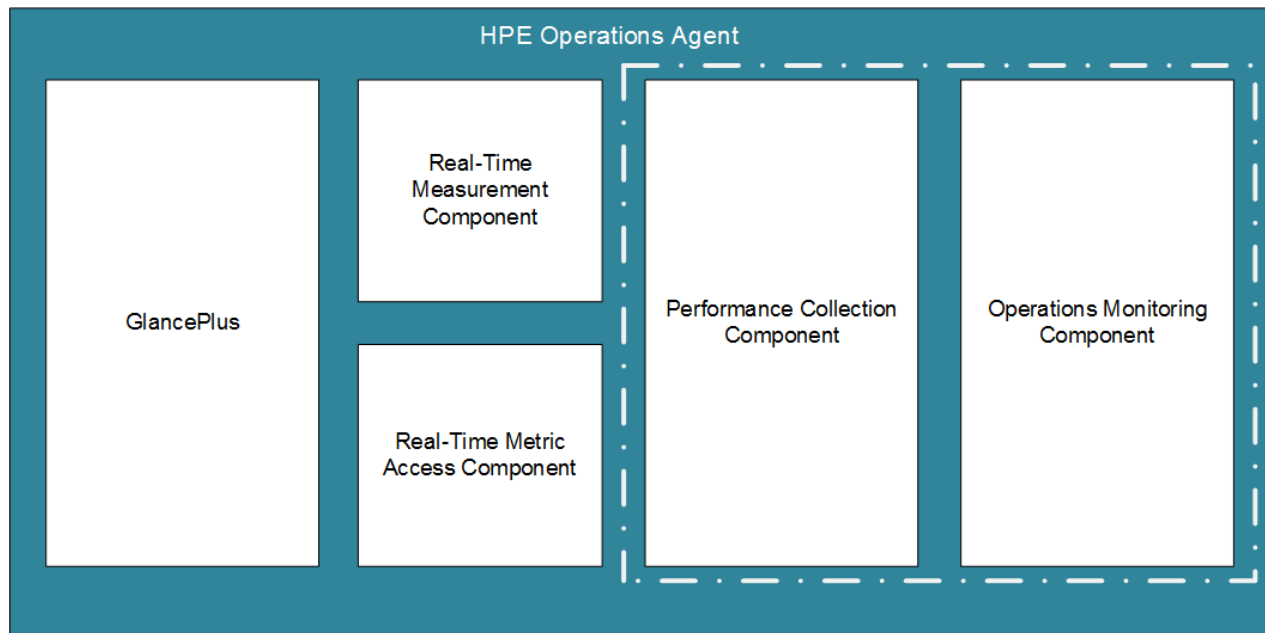 HPE Operations Agent
GlancePlus
Real-Time
Measurement
Component
Real-Time Metric
Access Component
Performance Collection
Component
Operations Monitoring
Component